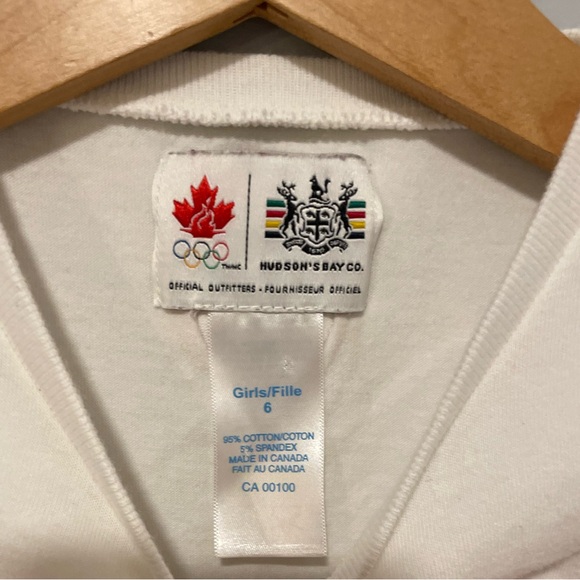 HUDSON'S BAY CO.
OFFICIAL OUTFITTERS - FOURNISSEUR OFFICIEL
Girls/Fille
6
95% COTTON/COTON
5% SPANDEX
MADE IN CANADA
FAIT AU CANADA
CA 00100